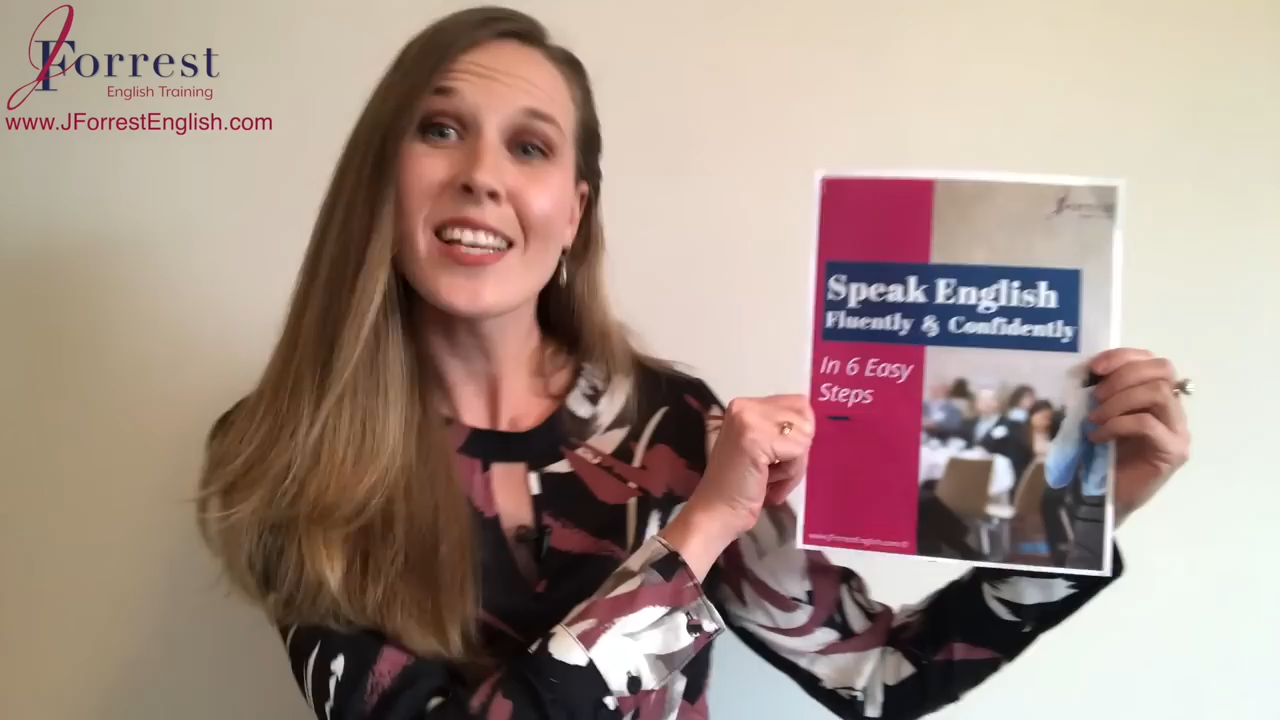 JForrest
English Training
www.JForrestEnglish.com
Speak English
Fluently & Confidently
In 6 Easy
Steps